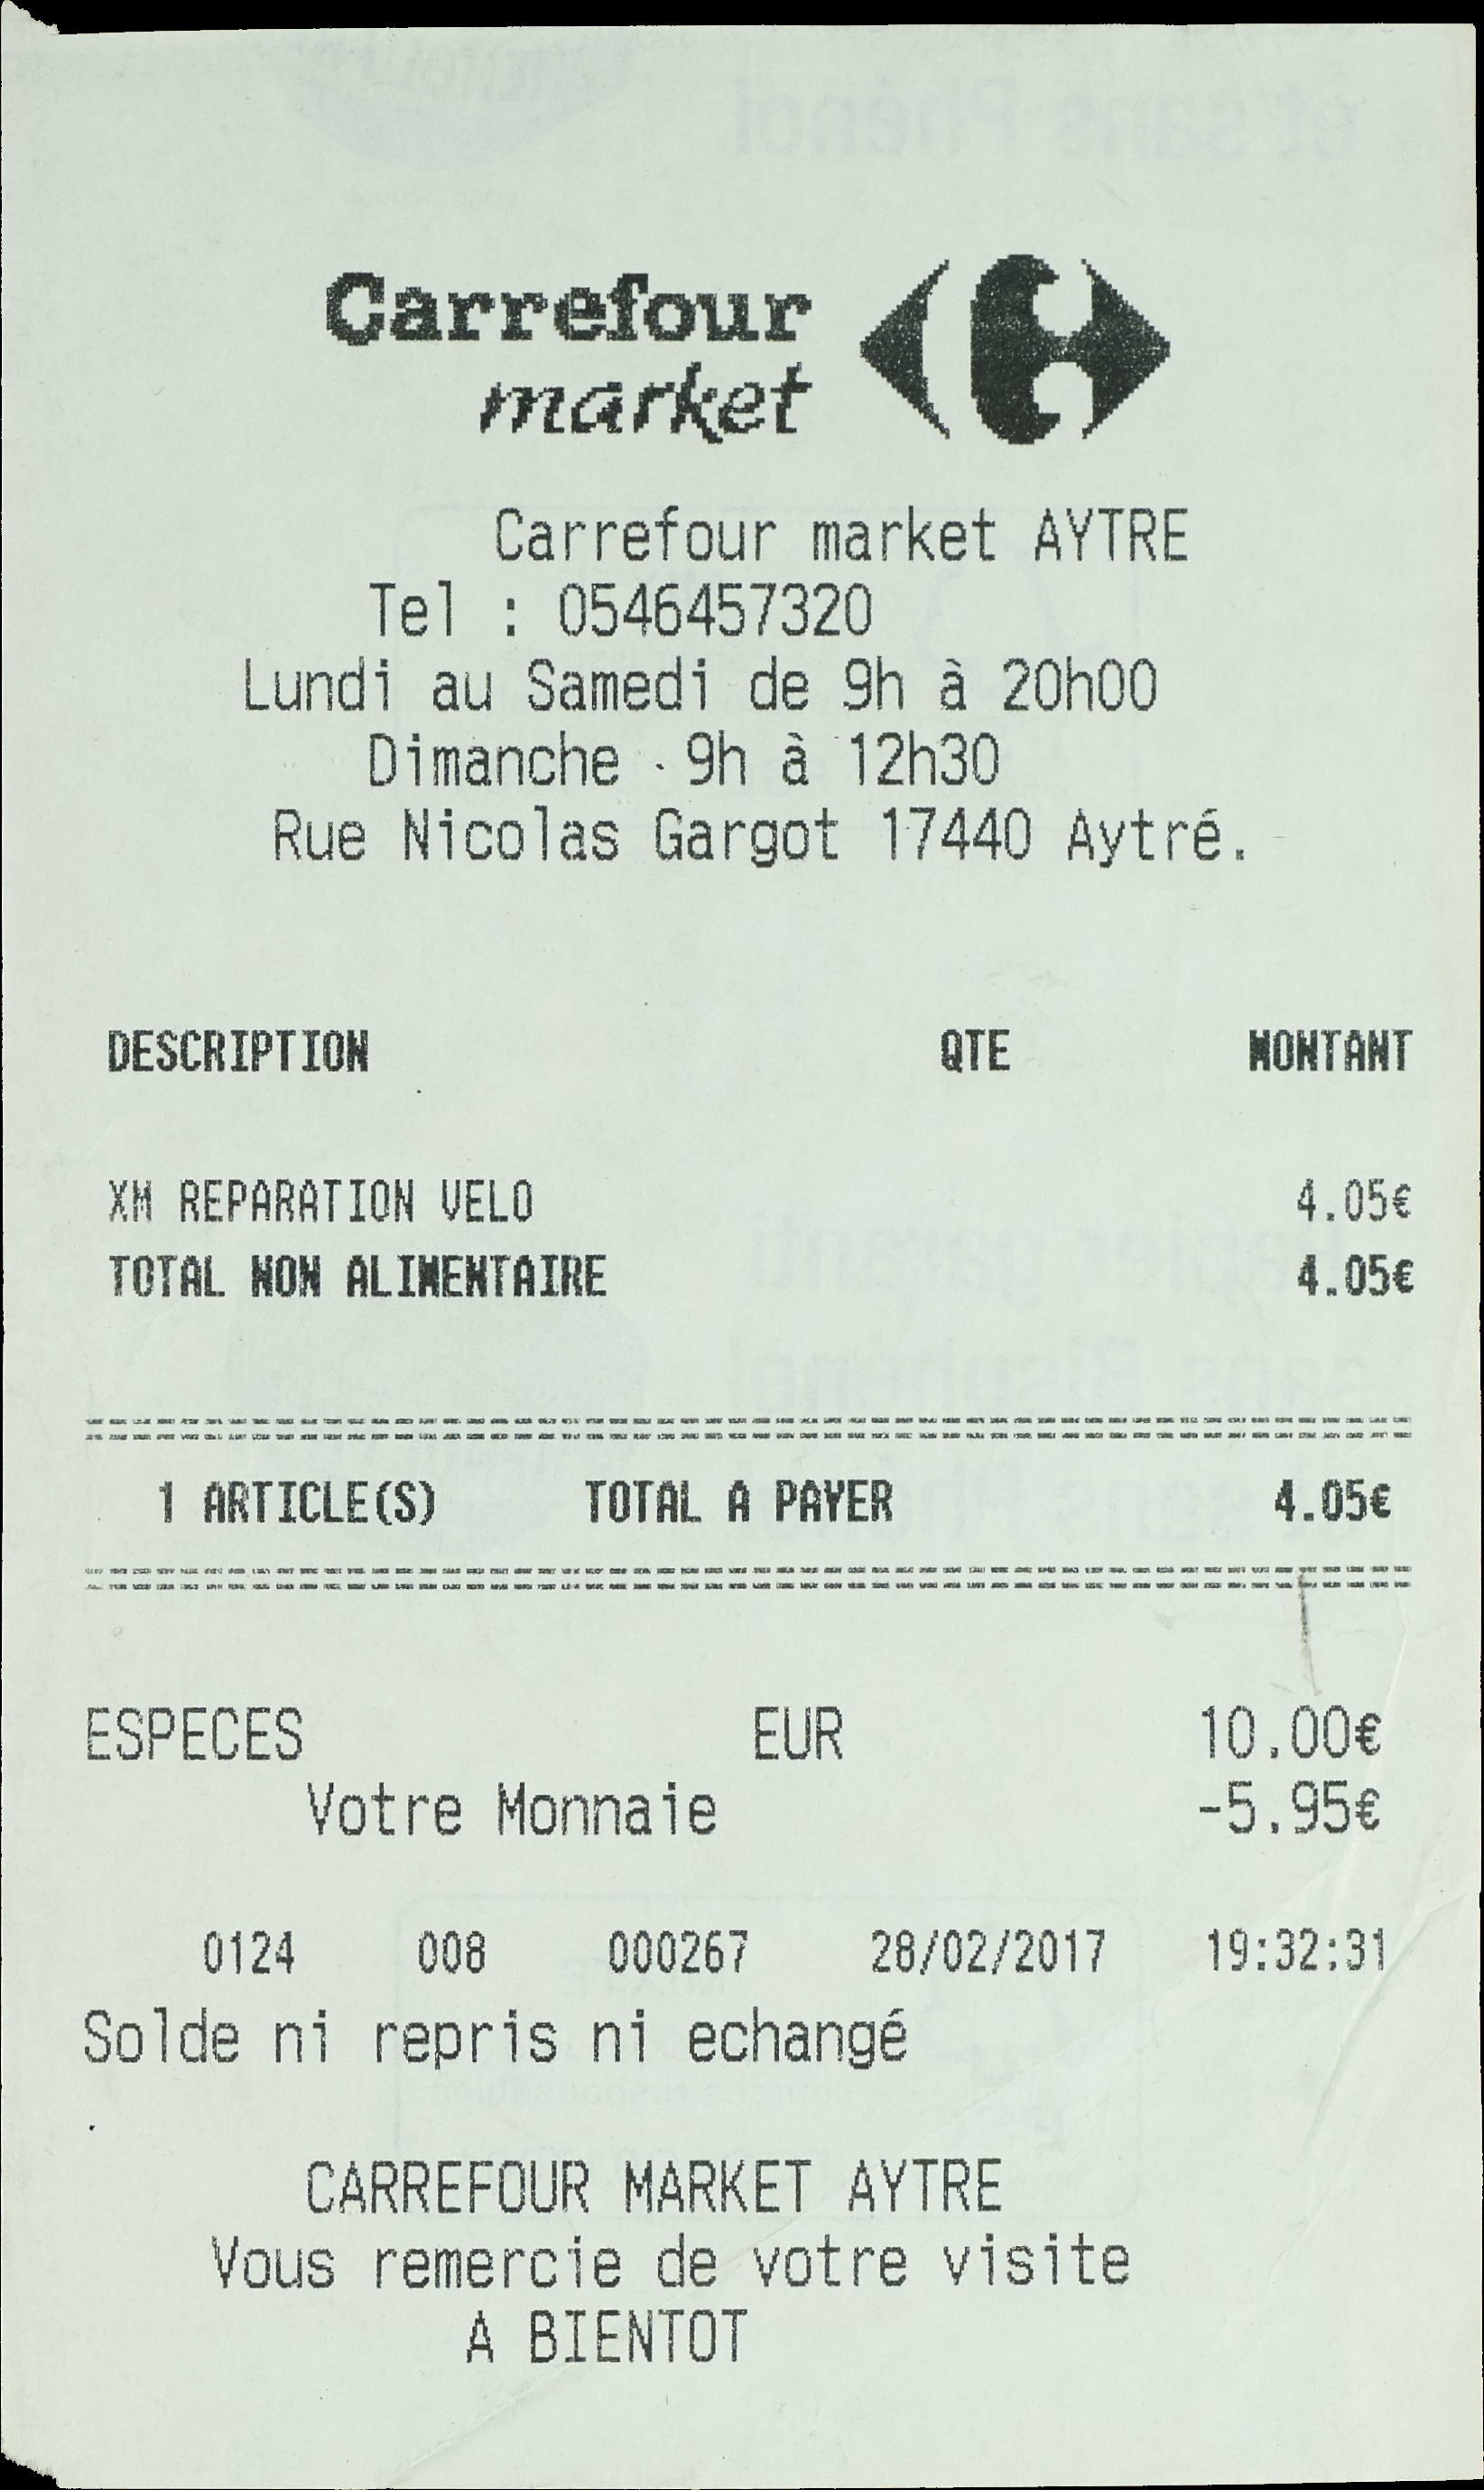 Carrefour
market
Carrefour market AYTRE
Tel : 0546457320
Lundi au Samedi de 9h à 20h00
Dimanche . 9h à 12h30
Rue Nicolas Gargot 17440 Aytré.
DESCRIPTION QTE MONTANT
XM REPARATION VELO 4.05€
TOTAL NON ALIMENTAIRE 4.05€
1 ARTICLE(S) TOTAL A PAYER 4.05€
ESPECES EUR 10.00€
Votre Monnaie -5.95€
0124 008 000267 28/02/2017 19:32:31
Solde ni repris ni echangé
CARREFOUR MARKET AYTRE
Vous remercie de votre visite
A BIENTOT